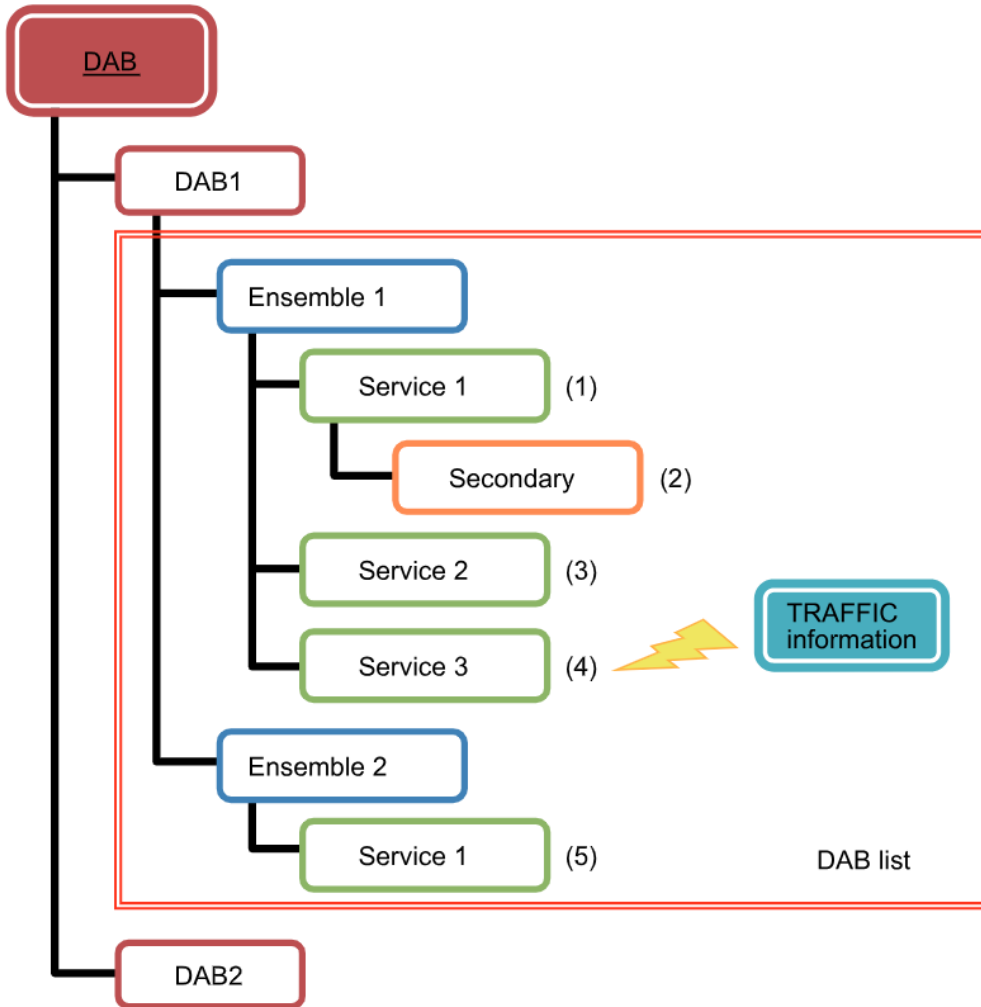 DAB
DAB1
Ensemble 1
Service 1 (1)
Secondary (2)
Service 2 (3)
TRAFFIC
information
Service 3 (4)
Ensemble 2
Service 1 (5)
DAB list
DAB2